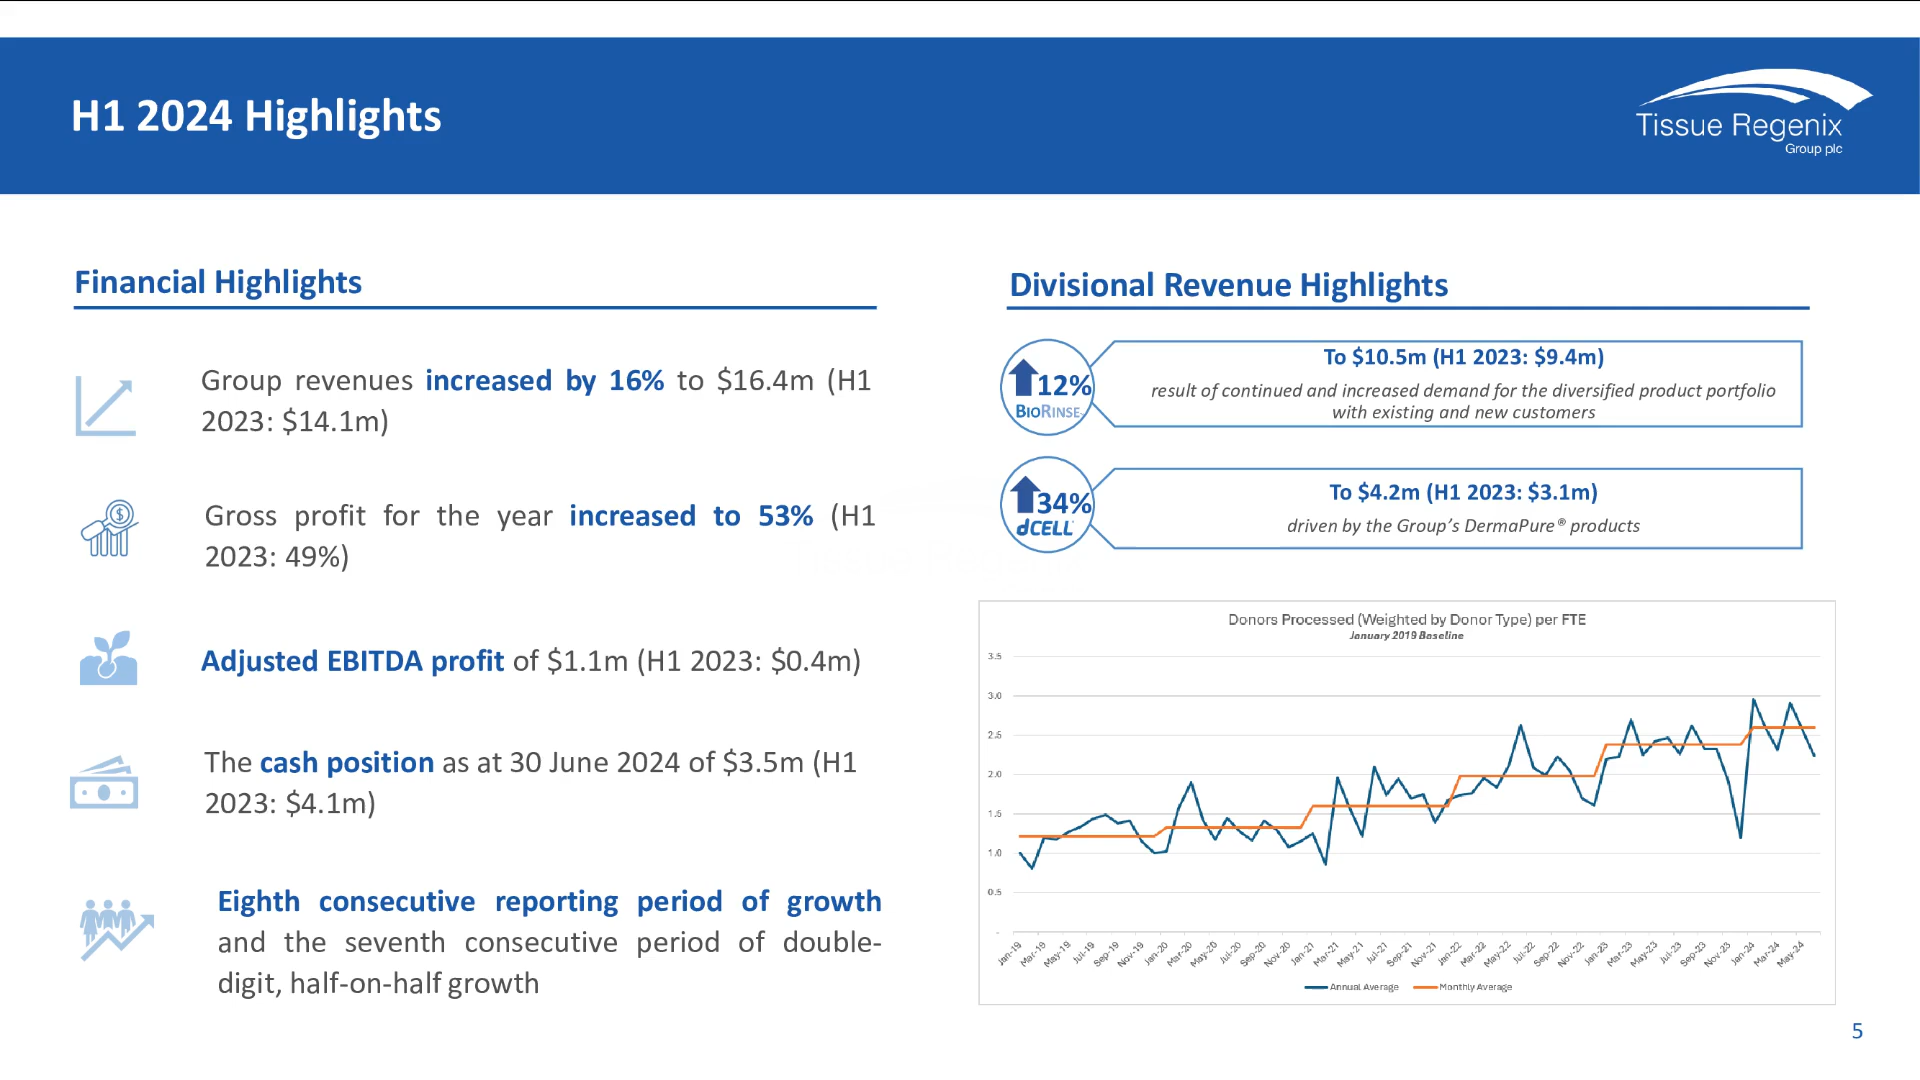 H1 2024 Highlights
Tissue Regenix
Group plc
Financial Highlights
Group revenues increased by 16% to $16.4m (H1
2023: $14.1m)
Gross profit for the year increased to 53% (H1
2023: 49%)
Adjusted EBITDA profit of $1.1m (H1 2023: $0.4m)
The cash position as at 30 June 2024 of $3.5m (H1
2023: $4.1m)
Eighth consecutive reporting period of growth
and the seventh consecutive period of double-
digit, half-on-half growth
Divisional Revenue Highlights
12%
BIORINSE
To $10.5m (H1 2023: $9.4m)
result of continued and increased demand for the diversified product portfolio
with existing and new customers
34%
dCELL
To $4.2m (H1 2023: $3.1m)
driven by the Group’s DermaPure® products
Donors Processed (Weighted by Donor Type) per FTE
January 2019 Baseline
3.5
3.0
2.5
2.0
1.5
1.0
0.5
-
Jan-19 Mar-19 May-19 Jul-19 Sep-19 Nov-19 Jan-20 Mar-20 May-20 Jul-20 Sep-20 Nov-20 Jan-21 Mar-21 May-21 Jul-21 Sep-21 Nov-21 Jan-22 Mar-22 May-22 Jul-22 Sep-22 Nov-22 Jan-23 Mar-23 May-23 Jul-23 Sep-23 Nov-23 Jan-24 Mar-24 May-24
Annual Average Monthly Average
5